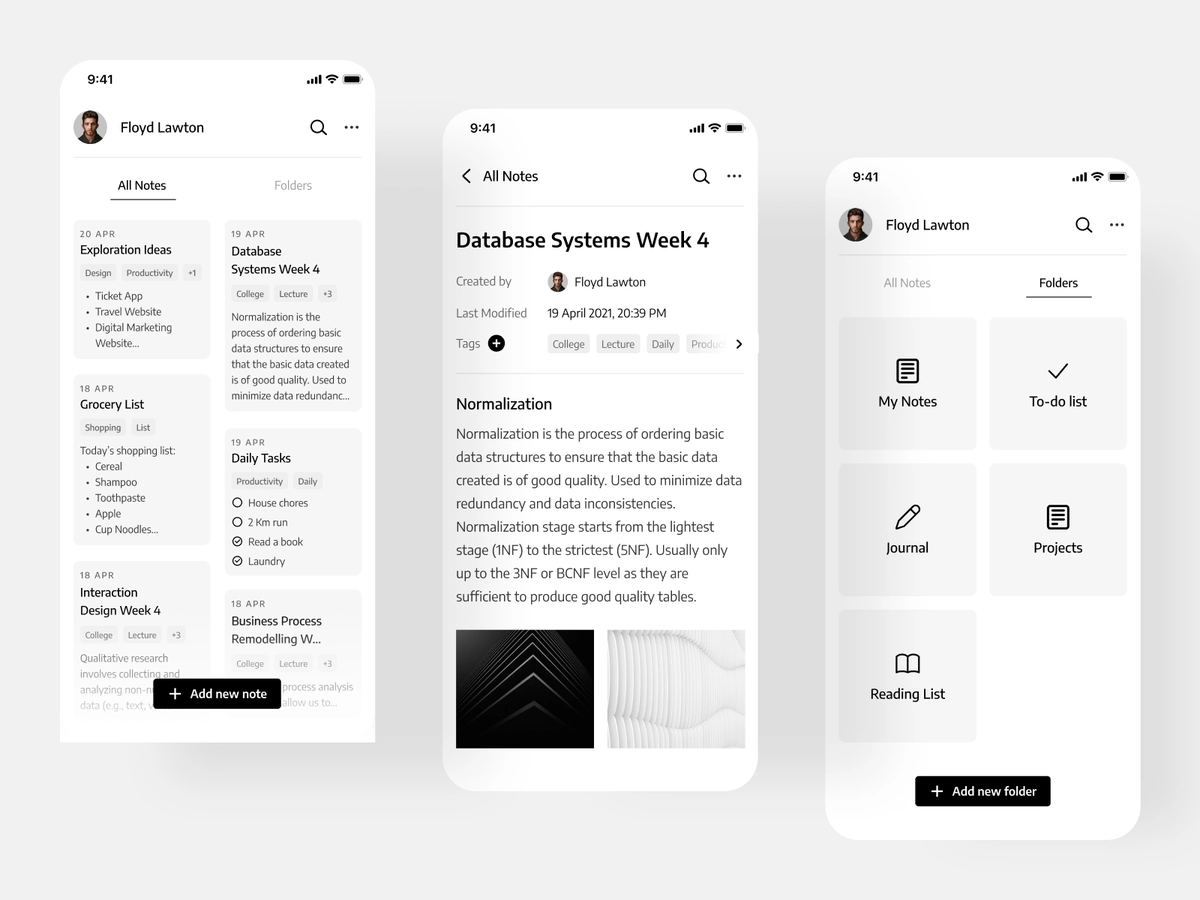 9:41
Floyd Lawton
All Notes
Folders
20 APR
Exploration Ideas
Design
Productivity
+1
• Ticket App
• Travel Website
• Digital Marketing
Website...
18 APR
Grocery List
Shopping
List
Today's shopping list:
• Cereal
• Shampoo
• Toothpaste
• Apple
• Cup Noodles...
18 APR
Interaction
Design Week 4
College
Lecture
+3
Qualitative research
involves collecting and
analyzing
data (e.g., text,
19 APR
Database
Systems Week 4
College
Lecture
+3
Normalization is the
process of ordering basic
data structures to ensure
that the basic data created
is of good quality. Used to
minimize data redundanc...
19 APR
Daily Tasks
Productivity
Daily
House chores
2 Km run
Read a book
Laundry
18 APR
Business Process
Remodelling W...
College
Lecture
+3
process analysis
allow us to...
+ Add new note
9:41
All Notes
Database Systems Week 4
Created by
Floyd Lawton
Last Modified
19 April 2021, 20:39 PM
Tags
College
Lecture
Daily
Produc
Normalization
Normalization is the process of ordering basic
data structures to ensure that the basic data
created is of good quality. Used to minimize data
redundancy and data inconsistencies.
Normalization stage starts from the lightest
stage (1NF) to the strictest (5NF). Usually only
up to the 3NF or BCNF level as they are
sufficient to produce good quality tables.
9:41
Floyd Lawton
All Notes
Folders
My Notes
To-do list
Journal
Projects
Reading List
+ Add new folder